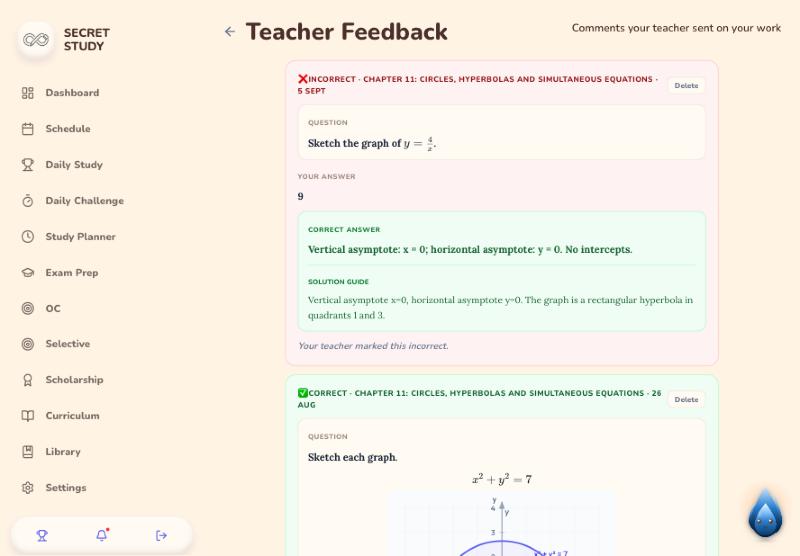 SECRET
STUDY
Dashboard
Schedule
Daily Study
Daily Challenge
Study Planner
Exam Prep
OC
Selective
Scholarship
Curriculum
Library
Settings
← Teacher Feedback
Comments your teacher sent on your work
❌INCORRECT · CHAPTER 11: CIRCLES, HYPERBOLAS AND SIMULTANEOUS EQUATIONS ·
5 SEPT
Delete
QUESTION
Sketch the graph of y = 4/x.
YOUR ANSWER
9
CORRECT ANSWER
Vertical asymptote: x = 0; horizontal asymptote: y = 0. No intercepts.
SOLUTION GUIDE
Vertical asymptote x=0, horizontal asymptote y=0. The graph is a rectangular hyperbola in
quadrants 1 and 3.
Your teacher marked this incorrect.
✅CORRECT · CHAPTER 11: CIRCLES, HYPERBOLAS AND SIMULTANEOUS EQUATIONS · 26
AUG
Delete
QUESTION
Sketch each graph.
x² + y² = 7
y
4
y
3